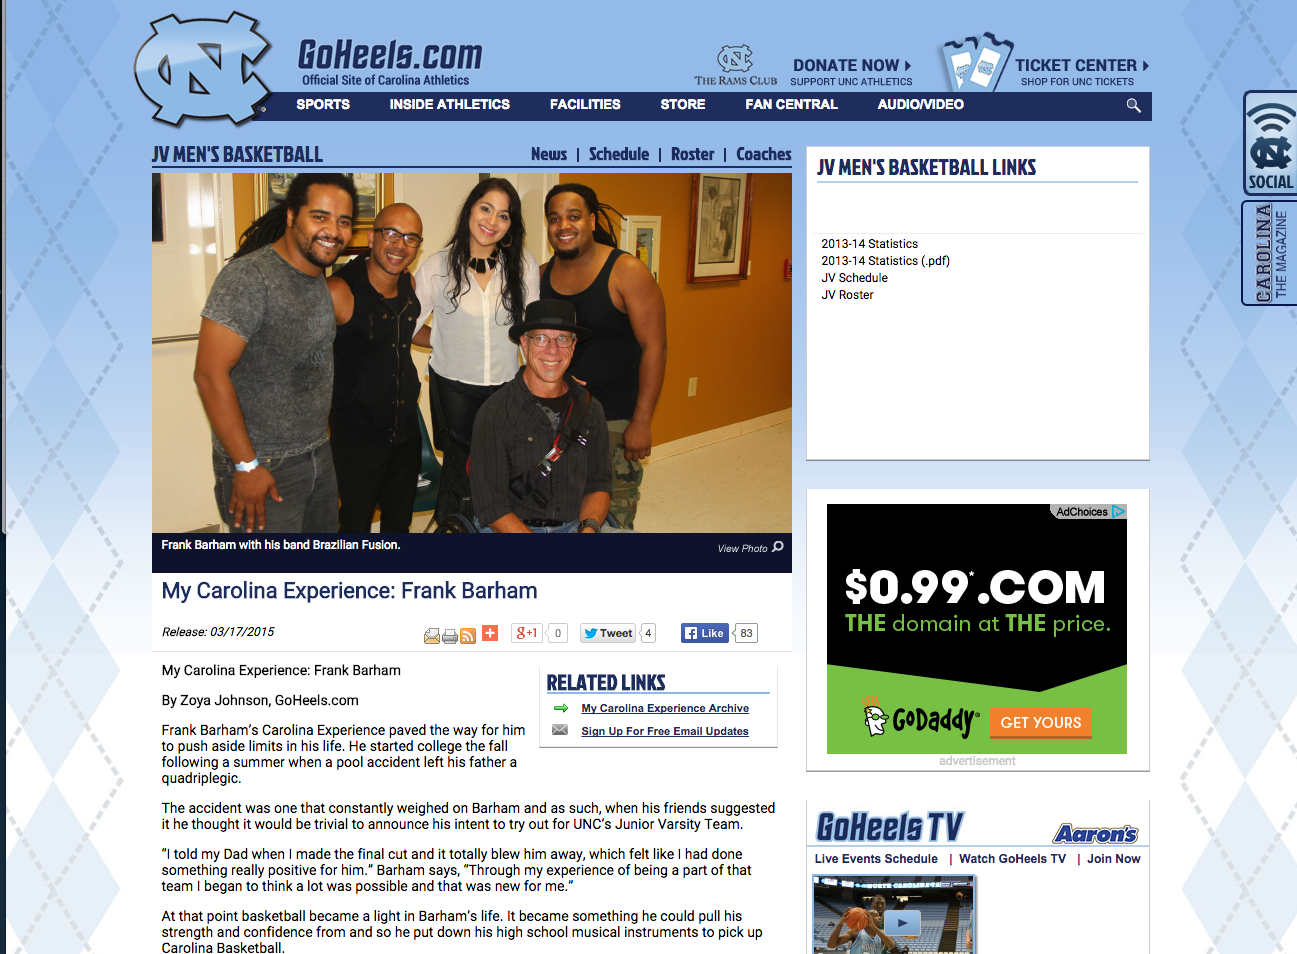 GoHeels.com
Official Site of Carolina Athletics
THE RAMS CLUB
DONATE NOW
SUPPORT UNC ATHLETICS
TICKET CENTER
SHOP FOR UNC TICKETS
SPORTS INSIDE ATHLETICS FACILITIES STORE FAN CENTRAL AUDIO/VIDEO
SOCIAL
CAROLINA
THE MAGAZINE
JV MEN'S BASKETBALL
News | Schedule | Roster | Coaches
Frank Barham with his band Brazilian Fusion.
View Photo
My Carolina Experience: Frank Barham
Release: 03/17/2015
g+1 0 Tweet 4 Like 83
My Carolina Experience: Frank Barham
By Zoya Johnson, GoHeels.com
Frank Barham's Carolina Experience paved the way for him
to push aside limits in his life. He started college the fall
following a summer when a pool accident left his father a
quadriplegic.
RELATED LINKS
My Carolina Experience Archive
Sign Up For Free Email Updates
The accident was one that constantly weighed on Barham and as such, when his friends suggested
it he thought it would be trivial to announce his intent to try out for UNC's Junior Varsity Team.
“I told my Dad when I made the final cut and it totally blew him away, which felt like I had done
something really positive for him.” Barham says, “Through my experience of being a part of that
team I began to think a lot was possible and that was new for me.”
At that point basketball became a light in Barham's life. It became something he could pull his
strength and confidence from and so he put down his high school musical instruments to pick up
Carolina Basketball.
JV MEN'S BASKETBALL LINKS
2013-14 Statistics
2013-14 Statistics (.pdf)
JV Schedule
JV Roster
AdChoices
$0.99*.COM
THE domain at THE price.
GoDaddy
GET YOURS
advertisement
GoHeels TV
Aaron's
Live Events Schedule | Watch GoHeels TV | Join Now
NORTH CAROLINA